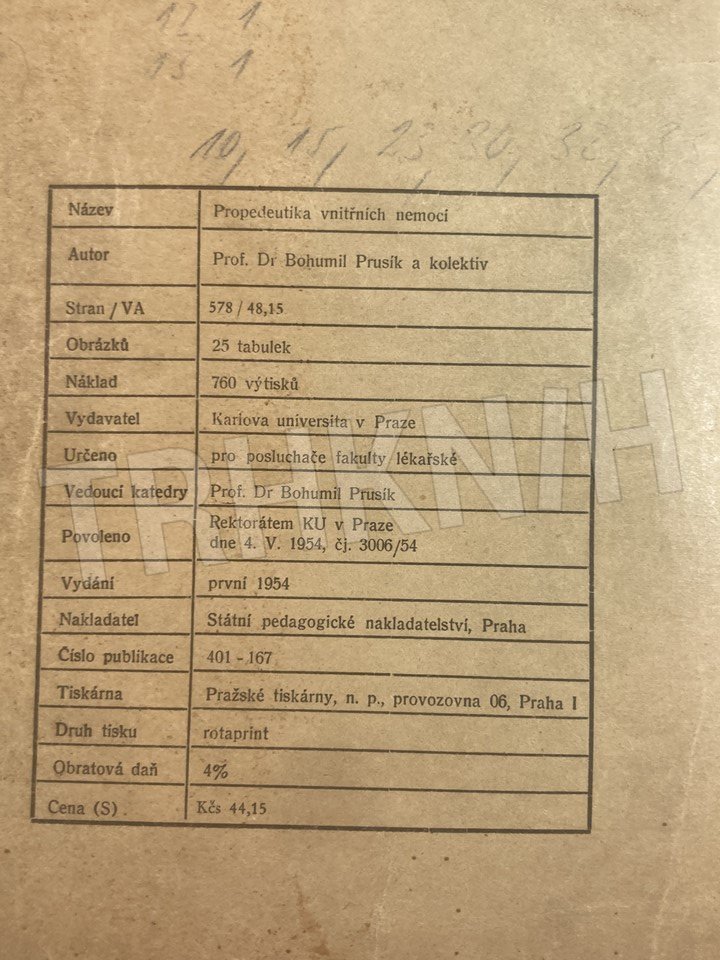 12 1
13 1
10, 15, 23, 30, 32,
Název Propedeutika vnitřních nemocí
Autor Prof. Dr Bohumil Prusík a kolektiv
Stran / VA 578 / 48,15
Obrázků 25 tabulek
Náklad 760 výtisků
Vydavatel Karlova universita v Praze
Určeno pro posluchače fakulty lékařské
Vedoucí katedry Prof. Dr Bohumil Prusík
Povoleno Rektorátem KU v Praze
dne 4. V. 1954, čj. 3006/54
Vydání první 1954
Nakladatel Státní pedagogické nakladatelství, Praha
Číslo publikace 401 - 167
Tiskárna Pražské tiskárny, n. p., provozovna 06, Praha I
Druh tisku rotaprint
Obratová daň 4%
Cena (S) . Kčs 44,15
TRHKNIH